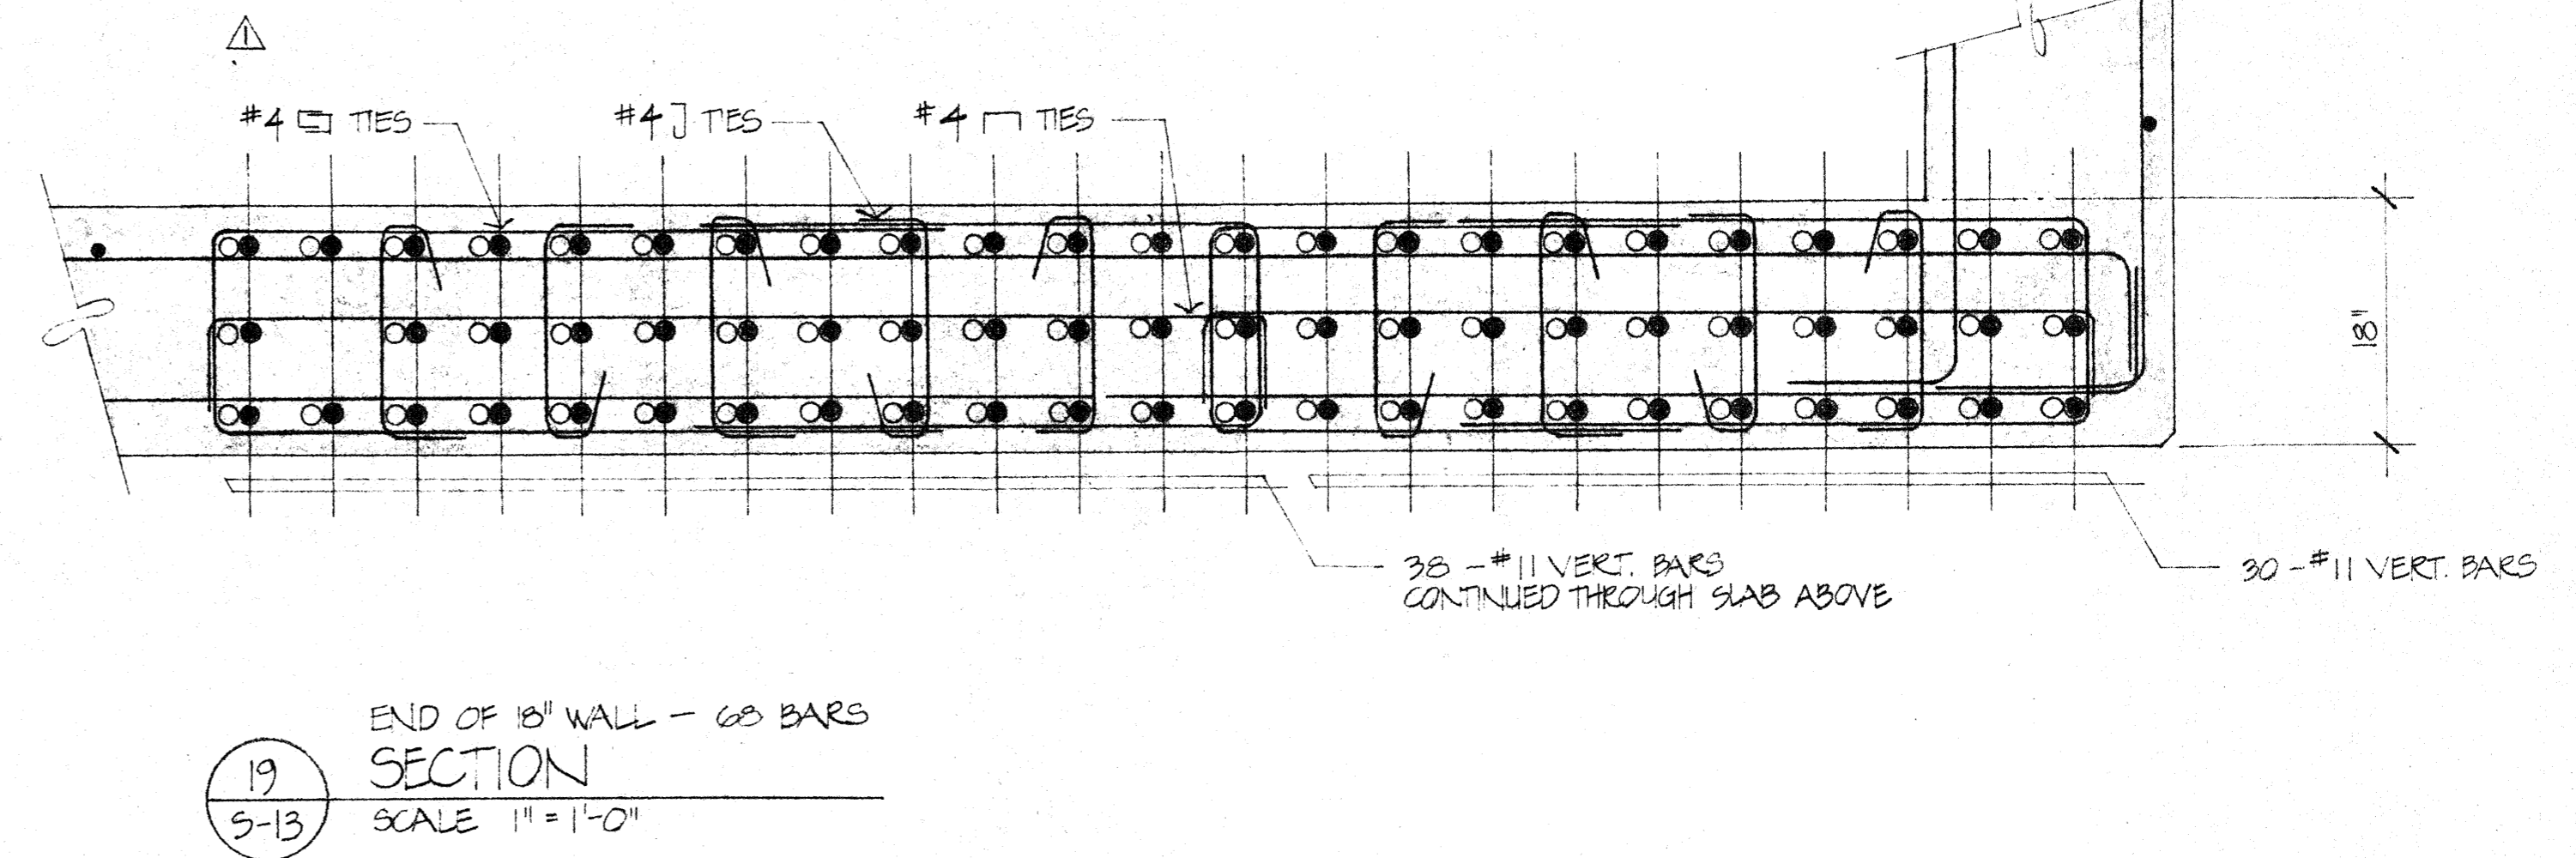 1
#4 TIES
#4 TIES
#4 TIES
18"
38 - #11 VERT. BARS
CONTINUED THROUGH SLAB ABOVE
30 - #11 VERT. BARS
END OF 18" WALL - 68 BARS
SECTION
19
S-13
SCALE 1" = 1'-0"